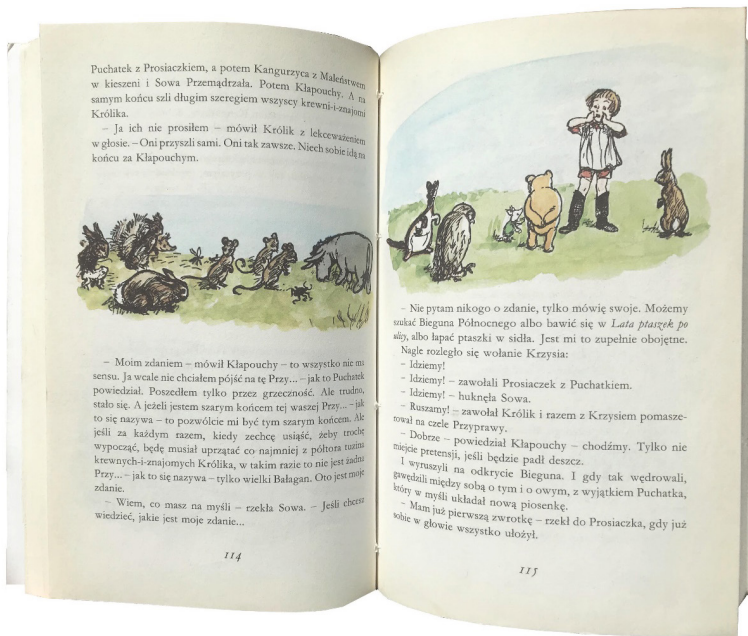 Puchatek z Prosiaczkiem, a potem Kangurzyca z Maleństwem
w kieszeni i Sowa Przemądrzała. Potem Kłapouchy. A na
samym końcu szli długim szeregiem wszyscy krewni-i-znajomi
Królika.
– Ja ich nie prosiłem – mówił Królik z lekceważeniem
w głosie. – Oni przyszli sami. Oni tak zawsze. Niech sobie idą na
końcu za Kłapouchym.
– Moim zdaniem – mówił Kłapouchy – to wszystko nie ma
sensu. Ja wcale nie chciałem pójść na tę Przy... – jak to Puchatek
powiedział. Poszedłem tylko przez grzeczność. Ale trudno,
stało się. A jeżeli jestem szarym końcem tej waszej Przy... – jak
to się nazywa – to pozwólcie mi być tym szarym końcem. Ale
jeśli za każdym razem, kiedy zechcę usiąść, żeby trochę
wypocząć, będę musiał uprzątać co najmniej z półtora tuzina
krewnych-i-znajomych Królika, w takim razie to nie jest żadna
Przy... – jak to się nazywa – tylko wielki Bałagan. Oto jest moje
zdanie.
– Wiem, co masz na myśli – rzekła Sowa. – Jeśli chcesz
wiedzieć, jakie jest moje zdanie...
114
– Nie pytam nikogo o zdanie, tylko mówię swoje. Możemy
szukać Bieguna Północnego albo bawić się w Lata ptaszek po
ulicy, albo łapać ptaszki w sidła. Jest mi to zupełnie obojętne.
Nagle rozległo się wołanie Krzysia:
– Idziemy!
– Idziemy! – zawołali Prosiaczek z Puchatkiem.
– Idziemy! – huknęła Sowa.
– Ruszamy! – zawołał Królik i razem z Krzysiem pomasze-
rował na czele Przyprawy.
– Dobrze – powiedział Kłapouchy – chodźmy. Tylko nie
miejcie pretensji, jeśli będzie padł deszcz.
I wyruszyli na odkrycie Bieguna. I gdy tak wędrowali,
gawędzili między sobą o tym i o owym, z wyjątkiem Puchatka,
który w myśli układał nową piosenkę.
– Mam już pierwszą zwrotkę – rzekł do Prosiaczka, gdy już
sobie w głowie wszystko ułożył.
115